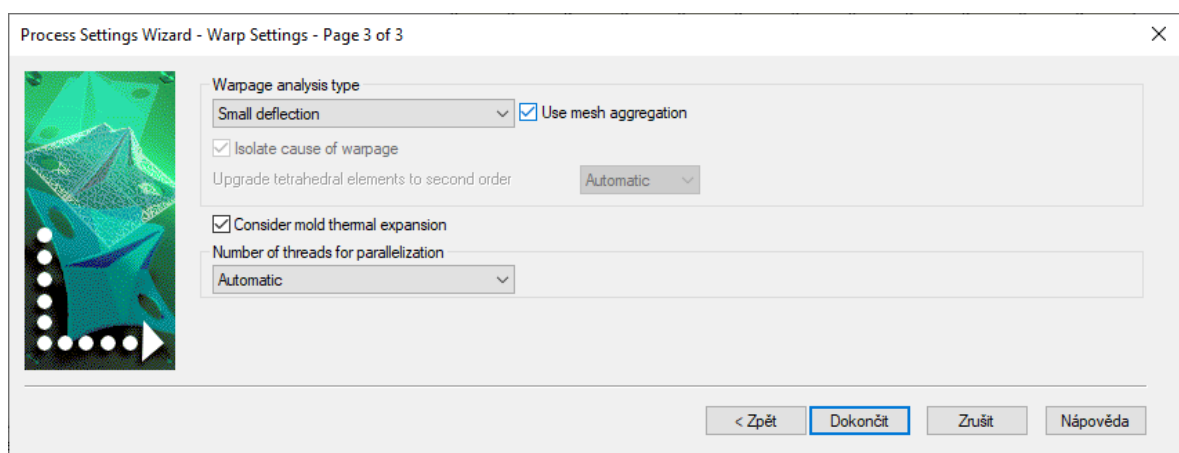 Process Settings Wizard - Warp Settings - Page 3 of 3
Warpage analysis type
Small deflection
Use mesh aggregation
Isolate cause of warpage
Upgrade tetrahedral elements to second order
Automatic
Consider mold thermal expansion
Number of threads for parallelization
Automatic
< Zpět
Dokončit
Zrušit
Nápověda